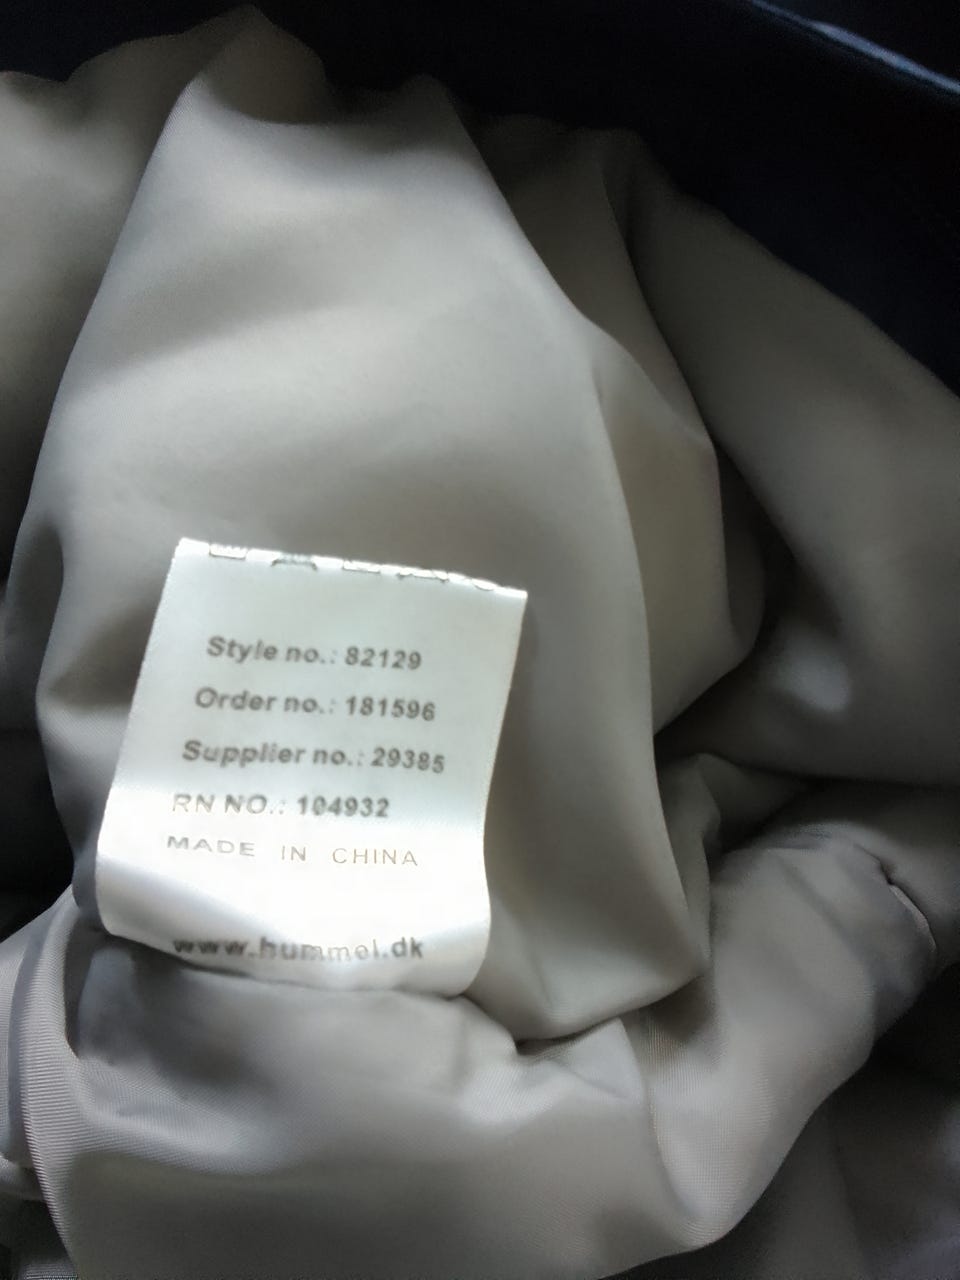 Style no.: 82129
Order no.: 181596
Supplier no.: 29385
RN NO.: 104932
MADE IN CHINA
www.hummel.dk